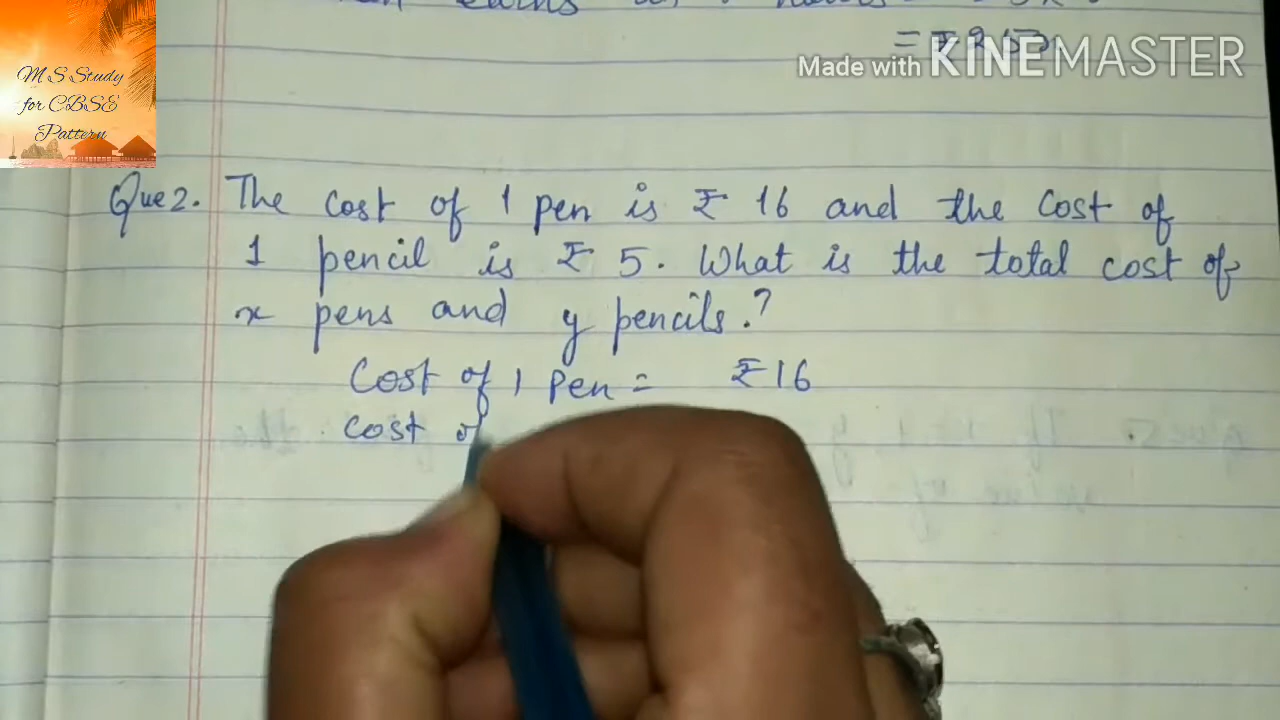 Made with KINEMASTER
M S Study
for CBSE
Pattern
Que 2. The cost of 1 pen is ₹ 16 and the cost of
1 pencil is ₹ 5. What is the total cost of
x pens and y pencils.?
Cost of 1 Pen = ₹16
cost of